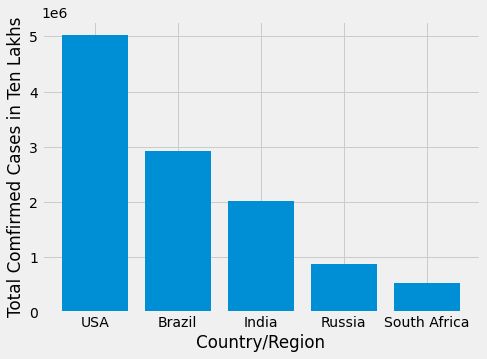 1e6
5
4
3
2
1
0
Total Comfirmed Cases in Ten Lakhs
USA Brazil India Russia South Africa
Country/Region